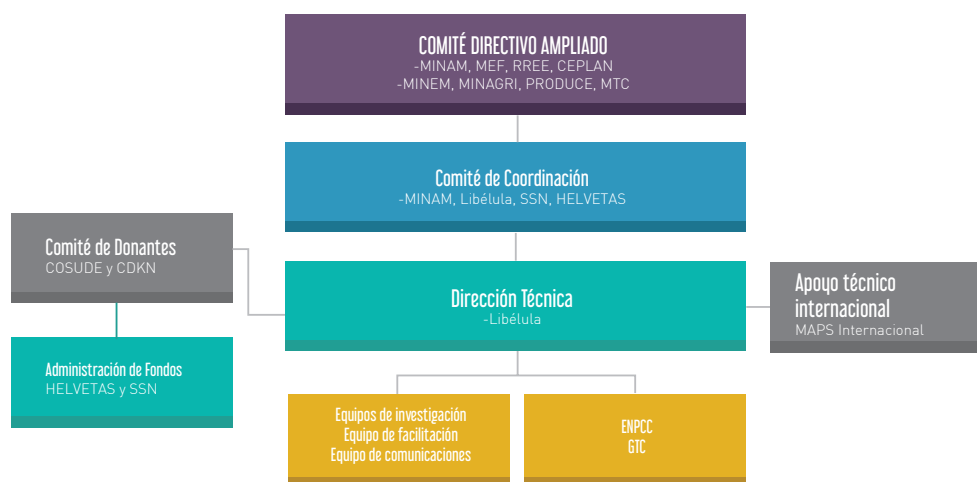 COMITÉ DIRECTIVO AMPLIADO
-MINAM, MEF, RREE, CEPLAN
-MINEM, MINAGRI, PRODUCE, MTC
Comité de Coordinación
-MINAM, Libélula, SSN, HELVETAS
Comité de Donantes
COSUDE y CDKN
Dirección Técnica
-Libélula
Apoyo técnico
internacional
MAPS Internacional
Administración de Fondos
HELVETAS y SSN
Equipos de investigación
Equipo de facilitación
Equipo de comunicaciones
ENPCC
GTC